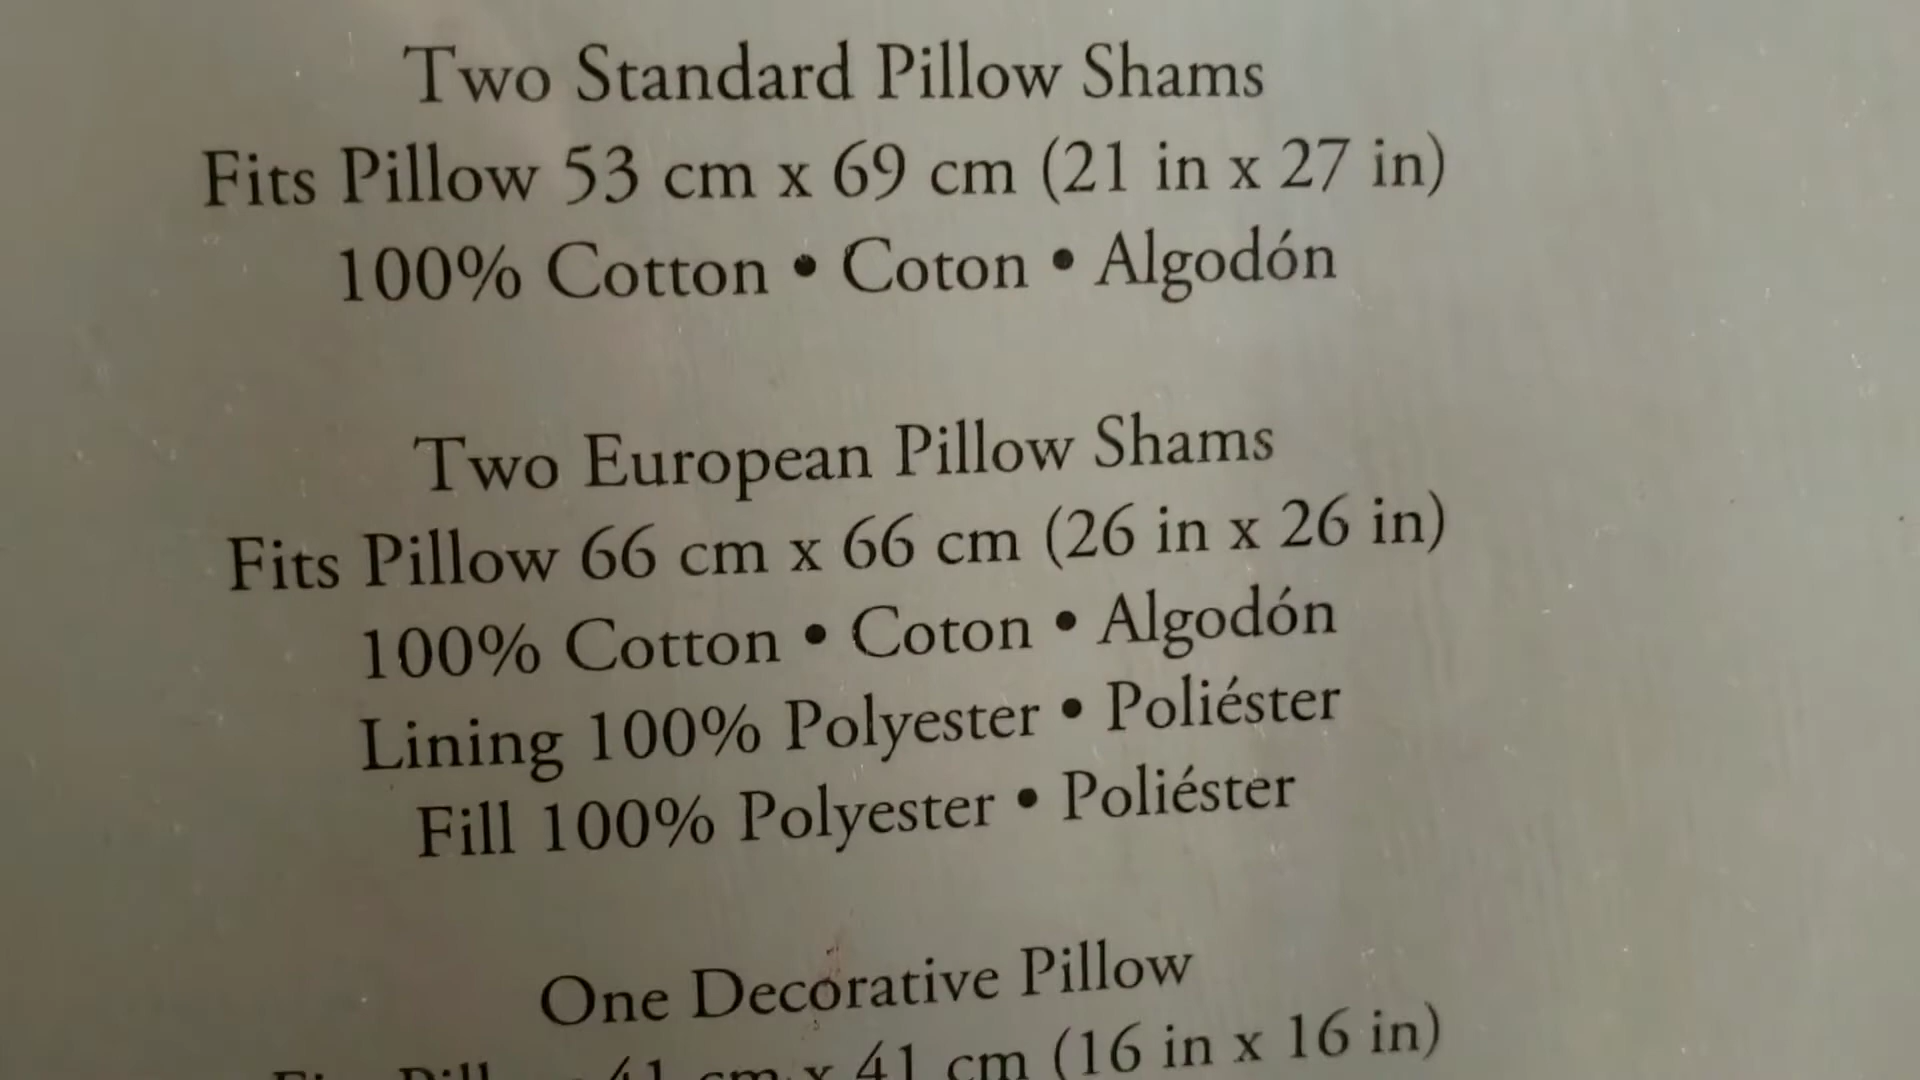 Two Standard Pillow Shams
Fits Pillow 53 cm x 69 cm (21 in x 27 in)
100% Cotton • Coton • Algodón
Two European Pillow Shams
Fits Pillow 66 cm x 66 cm (26 in x 26 in)
100% Cotton • Coton • Algodón
Lining 100% Polyester • Poliéster
Fill 100% Polyester • Poliéster
One Decorative Pillow
Fits Pillow 41 cm x 41 cm (16 in x 16 in)